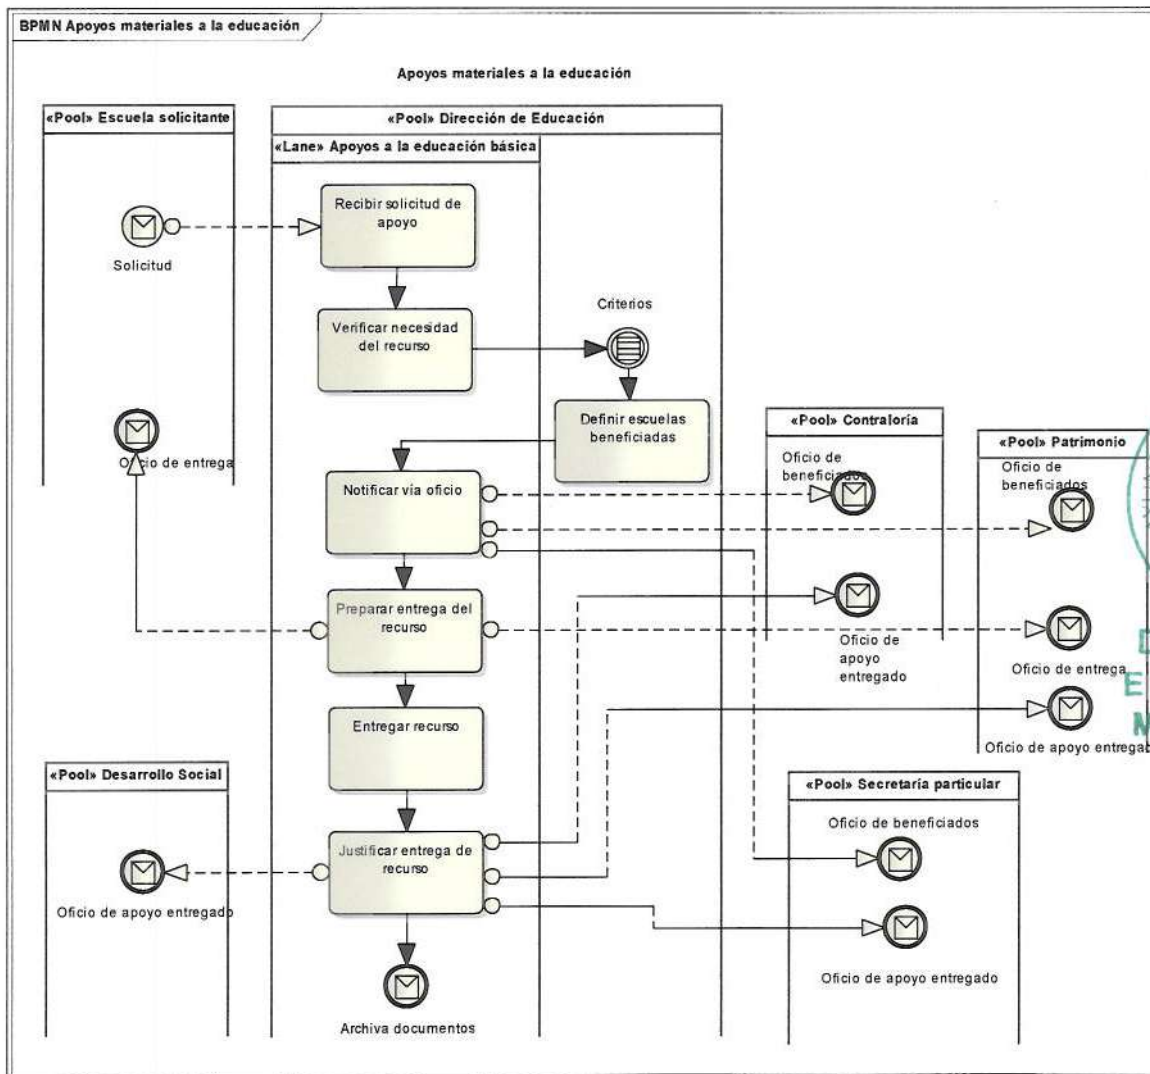 BPMN Apoyos materiales a la educación
Apoyos materiales a la educación
«Pool» Escuela solicitante
Solicitud
Oficio de entrega
«Pool» Dirección de Educación
«Lane» Apoyos a la educación básica
Recibir solicitud de
apoyo
Verificar necesidad
del recurso
Criterios
Definir escuelas
beneficiadas
Notificar vía oficio
Preparar entrega del
recurso
Entregar recurso
Justificar entrega de
recurso
Archiva documentos
«Pool» Contraloría
Oficio de
beneficiados
Oficio de
apoyo
entregado
«Pool» Patrimonio
Oficio de
beneficiados
Oficio de entrega
Oficio de apoyo entregado
«Pool» Desarrollo Social
Oficio de apoyo entregado
«Pool» Secretaría particular
Oficio de beneficiados
Oficio de apoyo entregado
E